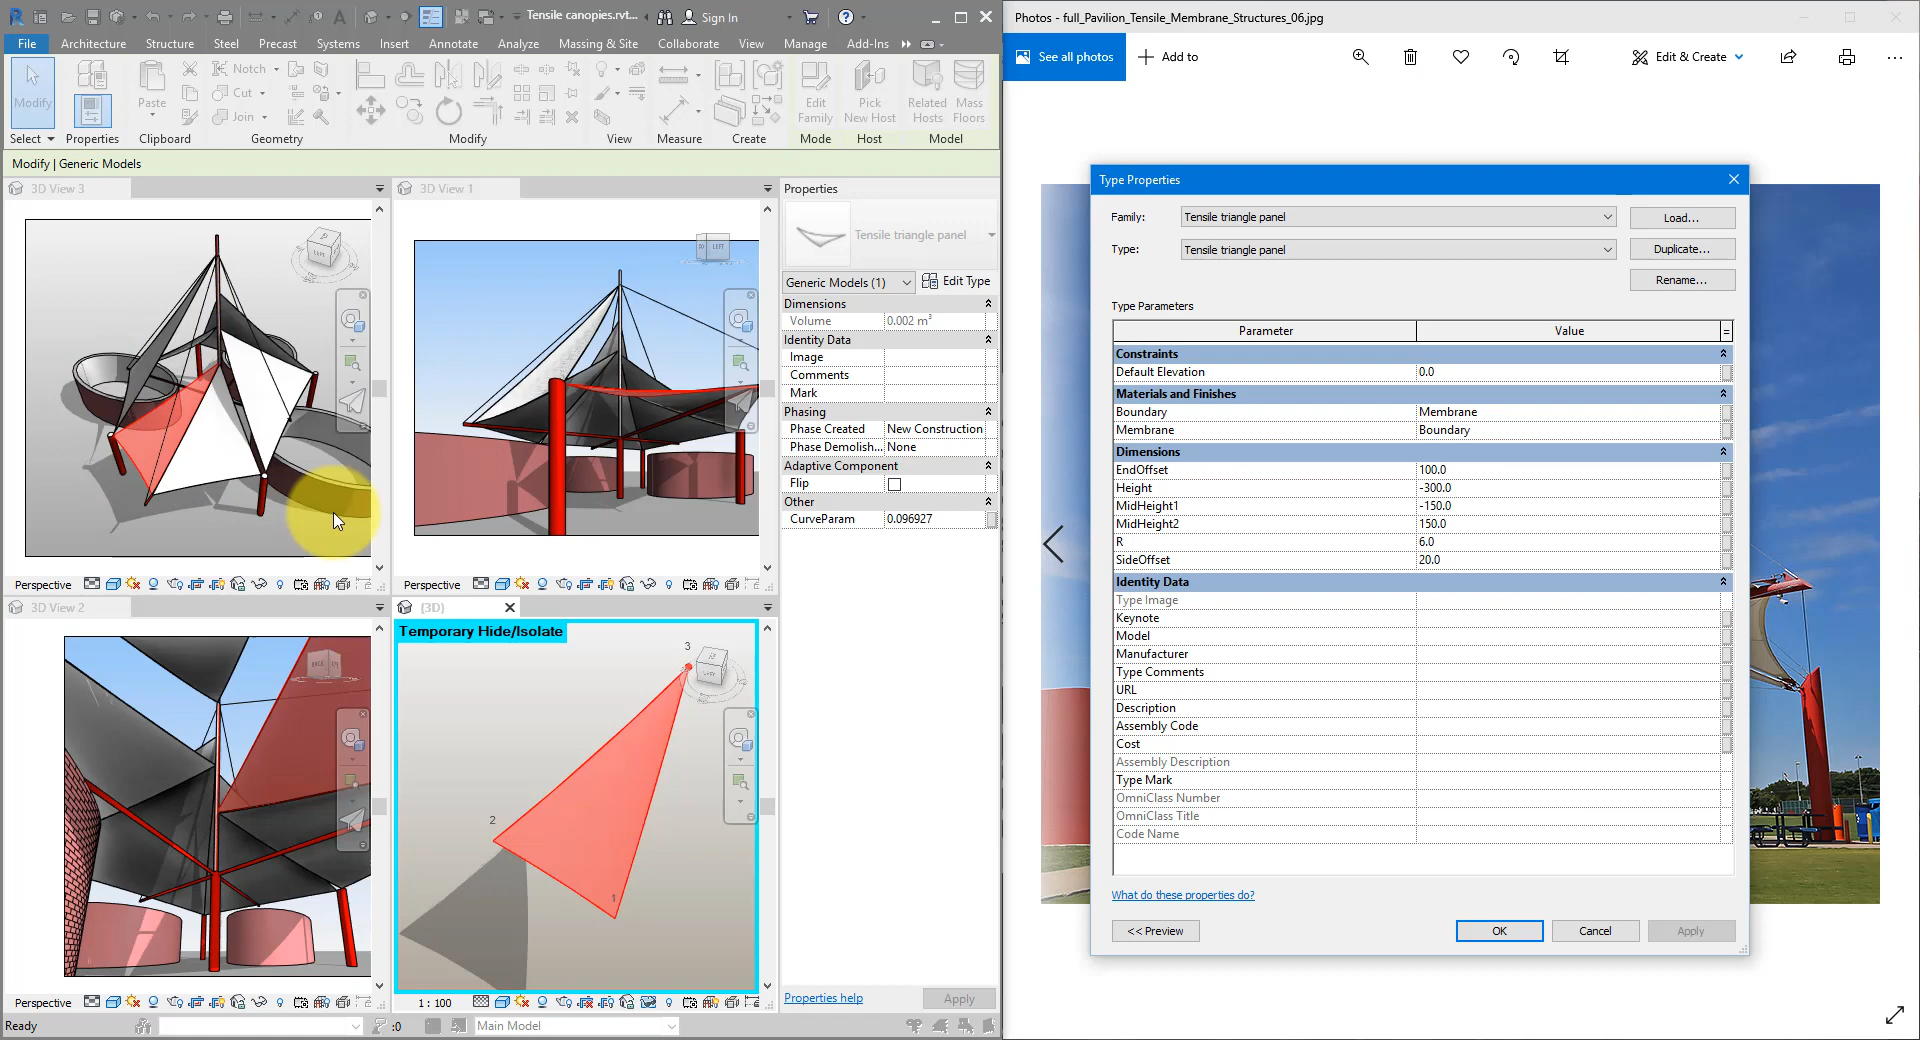 Tensile canopies.rvt...
Sign In
Photos - full_Pavilion_Tensile_Membrane_Structures_06.jpg
File Architecture Structure Steel Precast Systems Insert Annotate Analyze Massing & Site Collaborate View Manage Add-Ins
See all photos
Add to
Edit & Create
Modify
Notch
Cut
Join
Paste
Edit Family
Pick New Host
Related Hosts
Mass Floors
Select Properties Clipboard Geometry Modify View Measure Create Mode Host Model
Modify | Generic Models
3D View 3
3D View 1
Properties
Tensile triangle panel
Generic Models (1)
Edit Type
Dimensions
Volume 0.002 m³
Identity Data
Image
Comments
Mark
Phasing
Phase Created New Construction
Phase Demolish... None
Adaptive Component
Flip
Other
CurveParam 0.096927
LEFT
Perspective
Perspective
3D View 2
{3D}
Temporary Hide/Isolate
3
2
1
Perspective
1 : 100
Properties help
Apply
Ready
:0
Main Model
Type Properties
Family: Tensile triangle panel Load...
Type: Tensile triangle panel Duplicate...
Rename...
Type Parameters
Parameter Value =
Constraints
Default Elevation 0.0
Materials and Finishes
Boundary Membrane
Membrane Boundary
Dimensions
EndOffset 100.0
Height -300.0
MidHeight1 -150.0
MidHeight2 150.0
R 6.0
SideOffset 20.0
Identity Data
Type Image
Keynote
Model
Manufacturer
Type Comments
URL
Description
Assembly Code
Cost
Assembly Description
Type Mark
OmniClass Number
OmniClass Title
Code Name
What do these properties do?
<< Preview
OK
Cancel
Apply